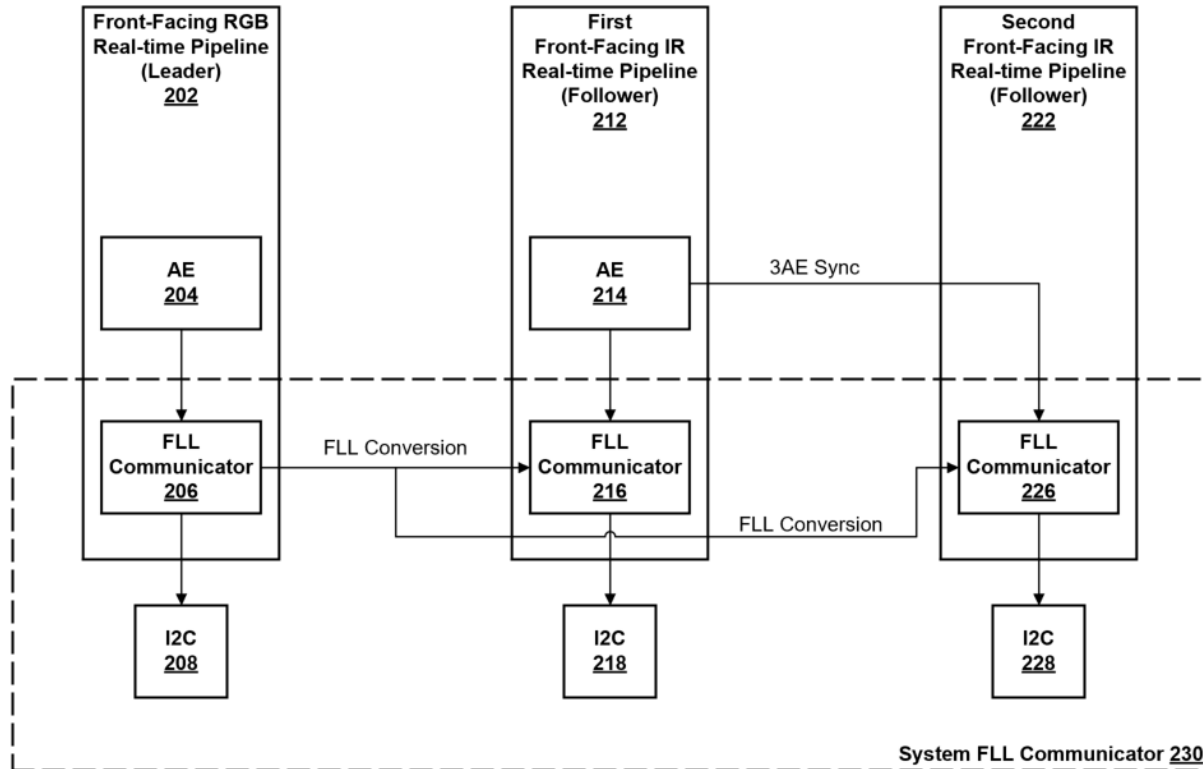 Front-Facing RGB
Real-time Pipeline
(Leader)
202
First
Front-Facing IR
Real-time Pipeline
(Follower)
212
Second
Front-Facing IR
Real-time Pipeline
(Follower)
222
AE
204
AE
214
3AE Sync
FLL
Communicator
206
FLL Conversion
FLL
Communicator
216
FLL Conversion
FLL
Communicator
226
I2C
208
I2C
218
I2C
228
System FLL Communicator 230